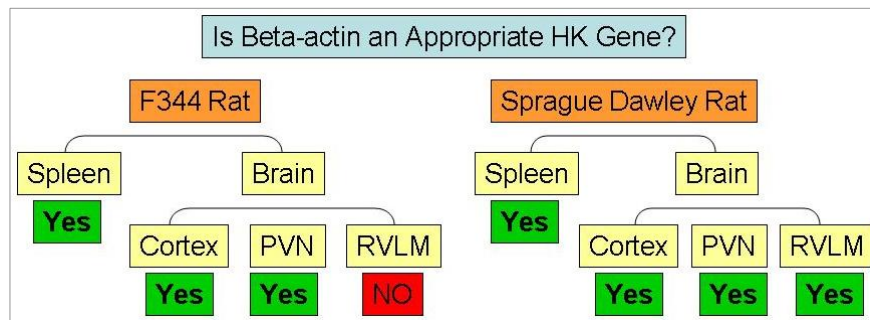 Is Beta-actin an Appropriate HK Gene?
F344 Rat
Sprague Dawley Rat
Spleen
Brain
Spleen
Brain
Yes
Yes
Cortex
PVN
RVLM
Cortex
PVN
RVLM
Yes
Yes
NO
Yes
Yes
Yes